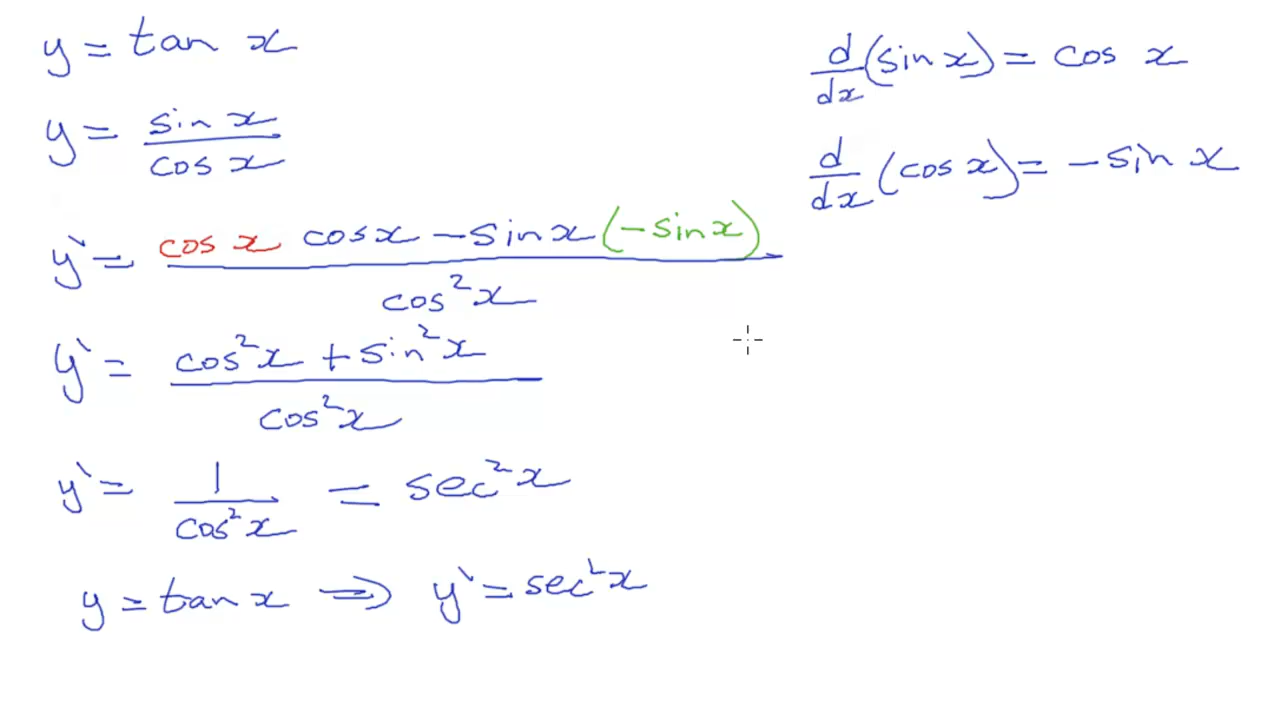 y = tan x
y = sin x / cos x
y` = cos x cos x − sin x (−sin x) / cos²x
y` = cos²x + sin²x / cos²x
y` = 1 / cos²x = sec²x
y = tan x ⇒ y` = sec²x
d/dx (sin x) = cos x
d/dx (cos x) = −sin x